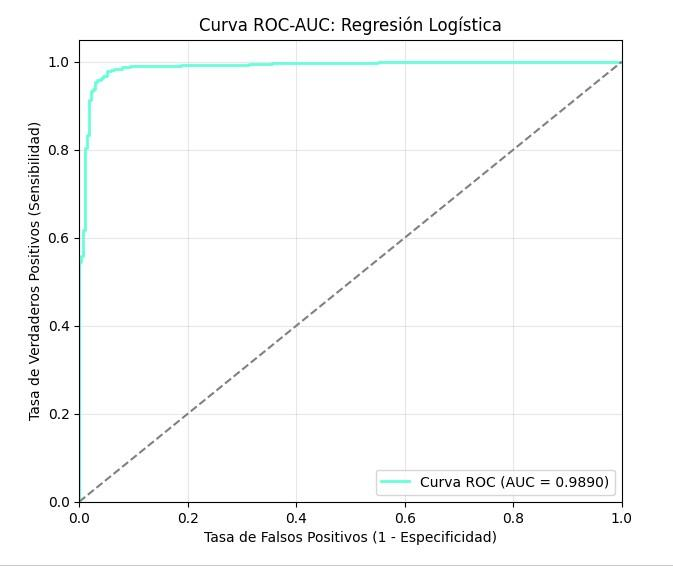 Curva ROC-AUC: Regresión Logística
Tasa de Verdaderos Positivos (Sensibilidad)
1.0
0.8
0.6
0.4
0.2
0.0
Curva ROC (AUC = 0.9890)
0.0 0.2 0.4 0.6 0.8 1.0
Tasa de Falsos Positivos (1 - Especificidad)